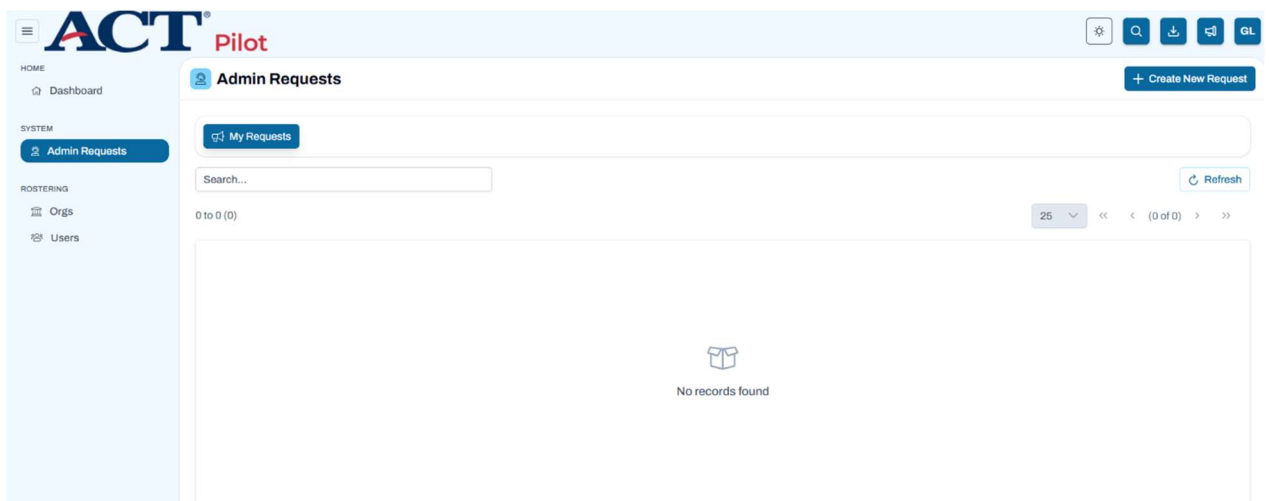 ACT® Pilot
GL
HOME
Dashboard
SYSTEM
Admin Requests
ROSTERING
Orgs
Users
Admin Requests
+ Create New Request
My Requests
Search...
Refresh
0 to 0 (0)
25 << < (0 of 0) > >>
No records found